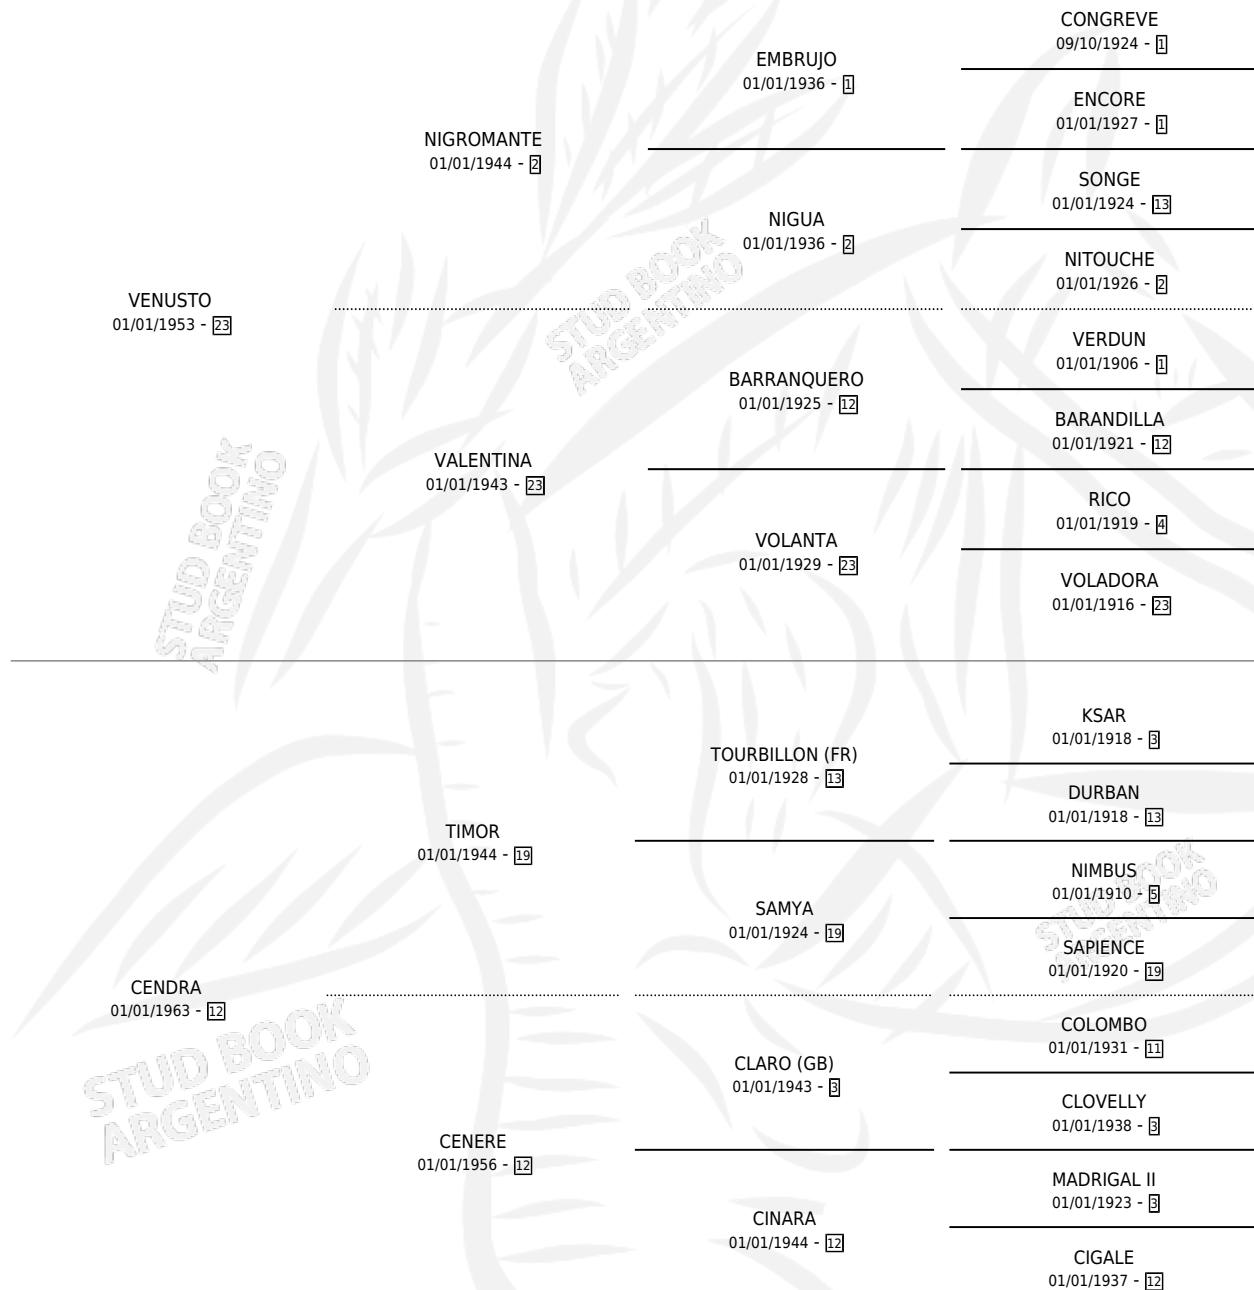 CONGREVE
09/10/1924 - 1
EMBRUJO
01/01/1936 - 1
ENCORE
01/01/1927 - 1
NIGROMANTE
01/01/1944 - 2
SONGE
01/01/1924 - 13
NIGUA
01/01/1936 - 2
NITOUCHE
01/01/1926 - 2
VENUSTO
01/01/1953 - 23
VERDUN
01/01/1906 - 1
BARRANQUERO
01/01/1925 - 12
BARANDILLA
01/01/1921 - 12
VALENTINA
01/01/1943 - 23
RICO
01/01/1919 - 4
VOLANTA
01/01/1929 - 23
VOLADORA
01/01/1916 - 23
STUD BOOK
ARGENTINO
STUD BOOK
ARGENTINO
KSAR
01/01/1918 - 3
TOURBILLON (FR)
01/01/1928 - 13
DURBAN
01/01/1918 - 13
TIMOR
01/01/1944 - 19
NIMBUS
01/01/1910 - 5
SAMYA
01/01/1924 - 19
SAPIENCE
01/01/1920 - 19
STUD BOOK
ARGENTINO
CENDRA
01/01/1963 - 12
COLOMBO
01/01/1931 - 11
CLARO (GB)
01/01/1943 - 3
CLOVELLY
01/01/1938 - 3
CENERE
01/01/1956 - 12
MADRIGAL II
01/01/1923 - 3
CINARA
01/01/1944 - 12
CIGALE
01/01/1937 - 12
STUD BOOK
ARGENTINO